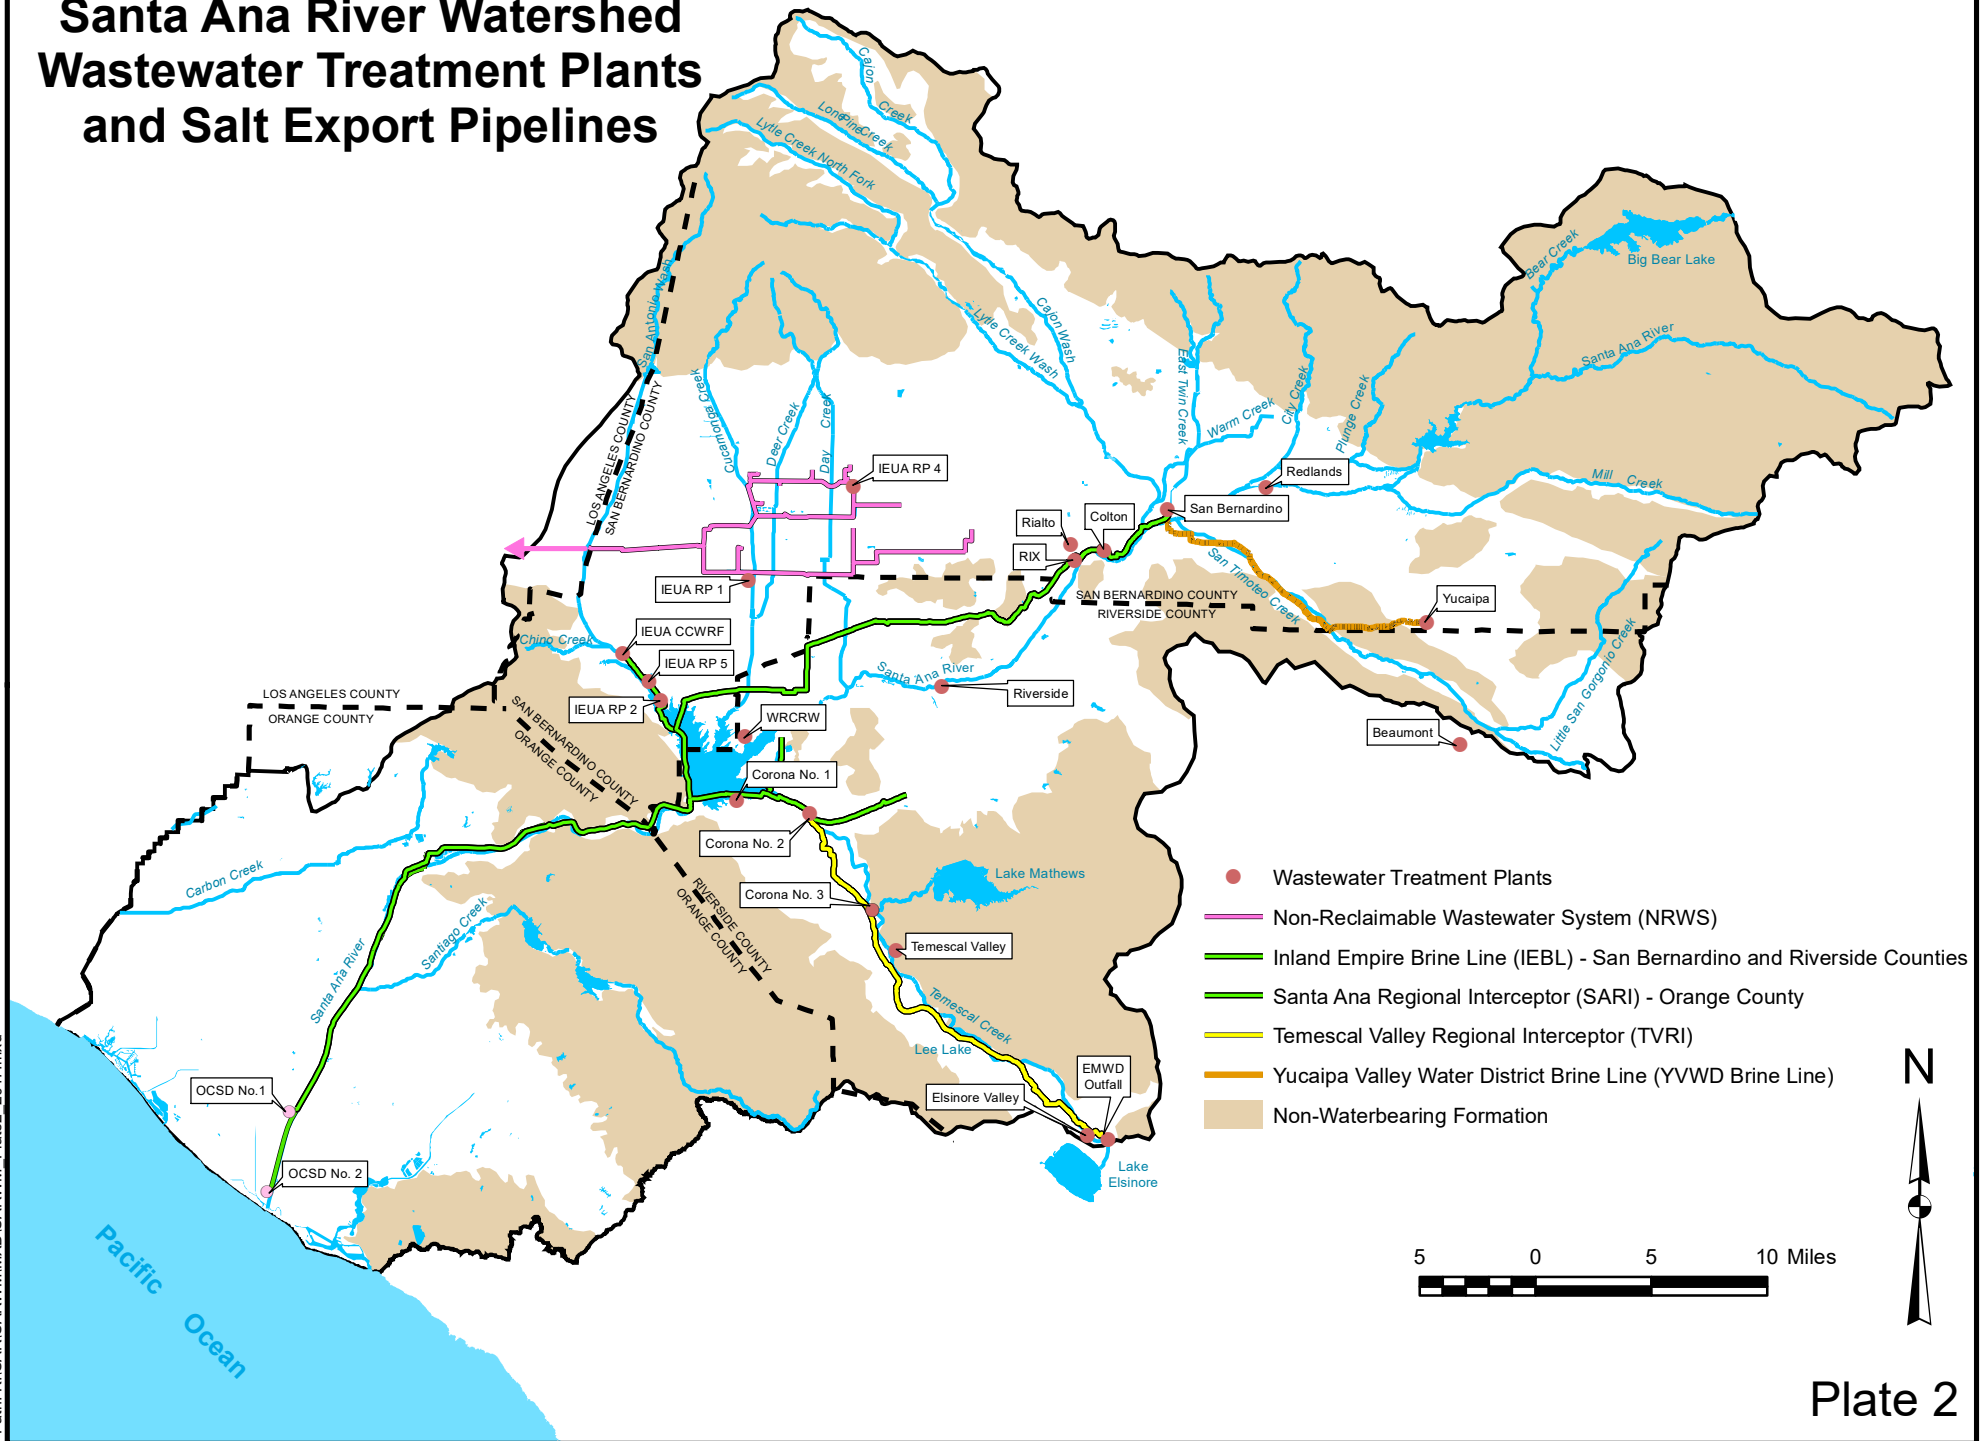 Santa Ana River Watershed
Wastewater Treatment Plants
and Salt Export Pipelines
Cajon
Creek
Lone Pine Creek
Lytle Creek North Fork
San Antonio Wash
Cajon Wash
Lytle Creek Wash
Bear Creek
Big Bear Lake
Santa Ana River
East Twin Creek
Warm Creek
City Creek
Plunge Creek
Mill Creek
Cucamonga Creek
Deer Creek
Day Creek
LOS ANGELES COUNTY
SAN BERNARDINO COUNTY
IEUA RP 4
Redlands
San Bernardino
Colton
Rialto
RIX
IEUA RP 1
San Timoteo Creek
SAN BERNARDINO COUNTY
RIVERSIDE COUNTY
Yucaipa
IEUA CCWRF
Chino Creek
IEUA RP 5
Santa Ana River
Riverside
Little San Gorgonio Creek
LOS ANGELES COUNTY
ORANGE COUNTY
IEUA RP 2
SAN BERNARDINO COUNTY
ORANGE COUNTY
WRCRW
Beaumont
Corona No. 1
Corona No. 2
Carbon Creek
Lake Mathews
Corona No. 3
RIVERSIDE COUNTY
ORANGE COUNTY
Santiago Creek
Santa Ana River
Temescal Valley
Temescal Creek
Lee Lake
EMWD
Outfall
Elsinore Valley
OCSD No.1
OCSD No. 2
Lake
Elsinore
Pacific Ocean
Wastewater Treatment Plants
Non-Reclaimable Wastewater System (NRWS)
Inland Empire Brine Line (IEBL) - San Bernardino and Riverside Counties
Santa Ana Regional Interceptor (SARI) - Orange County
Temescal Valley Regional Interceptor (TVRI)
Yucaipa Valley Water District Brine Line (YVWD Brine Line)
Non-Waterbearing Formation
N
5 0 5 10 Miles
Plate 2